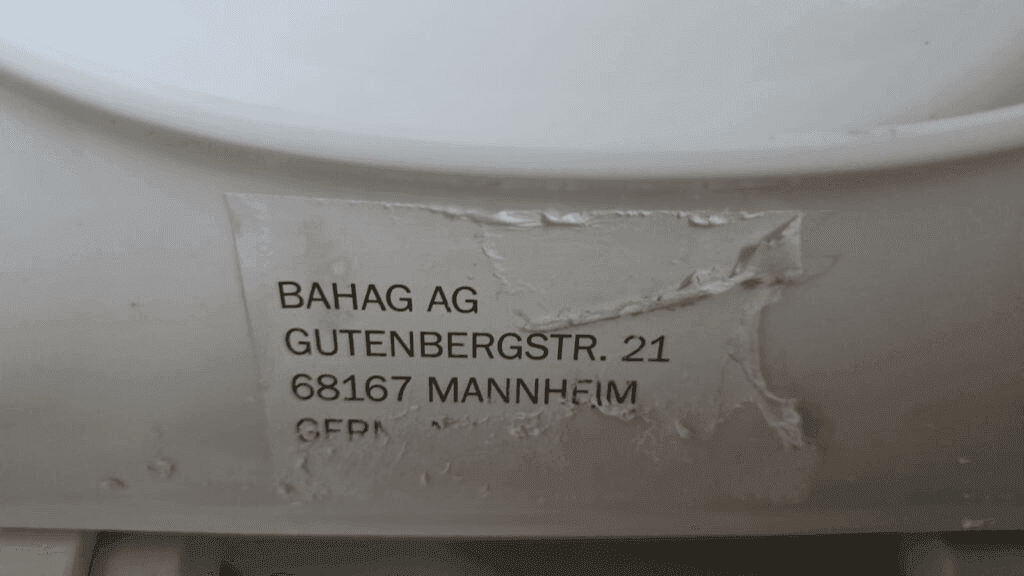 BAHAG AG
GUTENBERGSTR. 21
68167 MANNHEIM